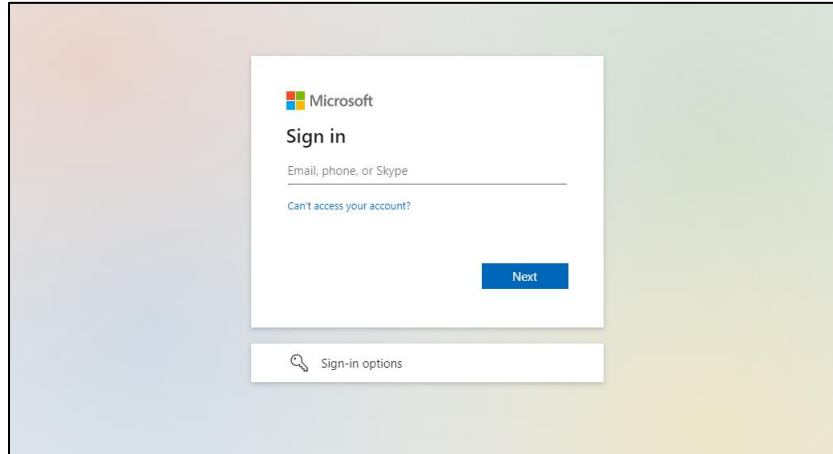 Microsoft
Sign in
Email, phone, or Skype
Can't access your account?
Next
Sign-in options